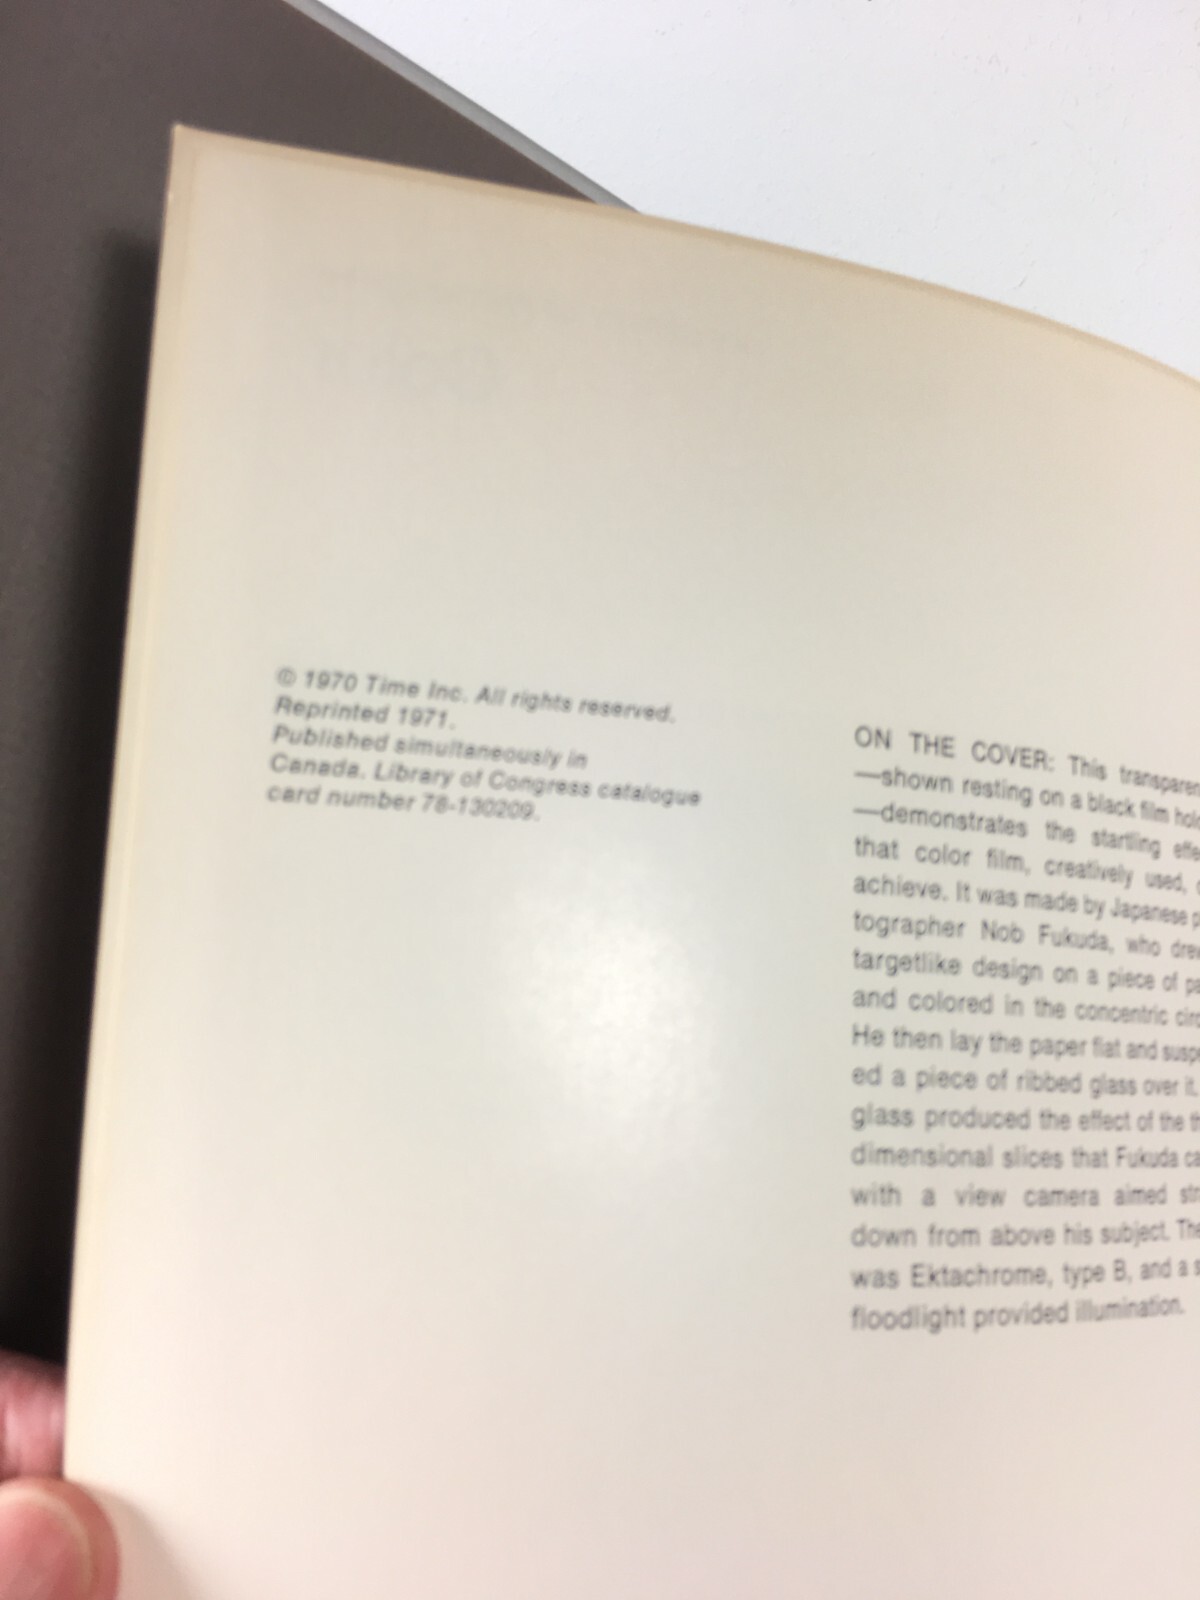 © 1970 Time Inc. All rights reserved.
Reprinted 1971.
Published simultaneously in
Canada. Library of Congress catalogue
card number 78-130209.
ON THE COVER: This
—shown resting on a black film
—demonstrates the startling
that color film, creatively used,
achieve. It was made by Japanese
tographer Nob Fukuda, who
targetlike design on a piece of
and colored in the concentric
He then lay the paper flat and
ed a piece of ribbed glass over it.
glass produced the effect of the
dimensional slices that Fukuda
with a view camera aimed
down from above his subject. The
was Ektachrome, type B, and a
floodlight provided illumination.